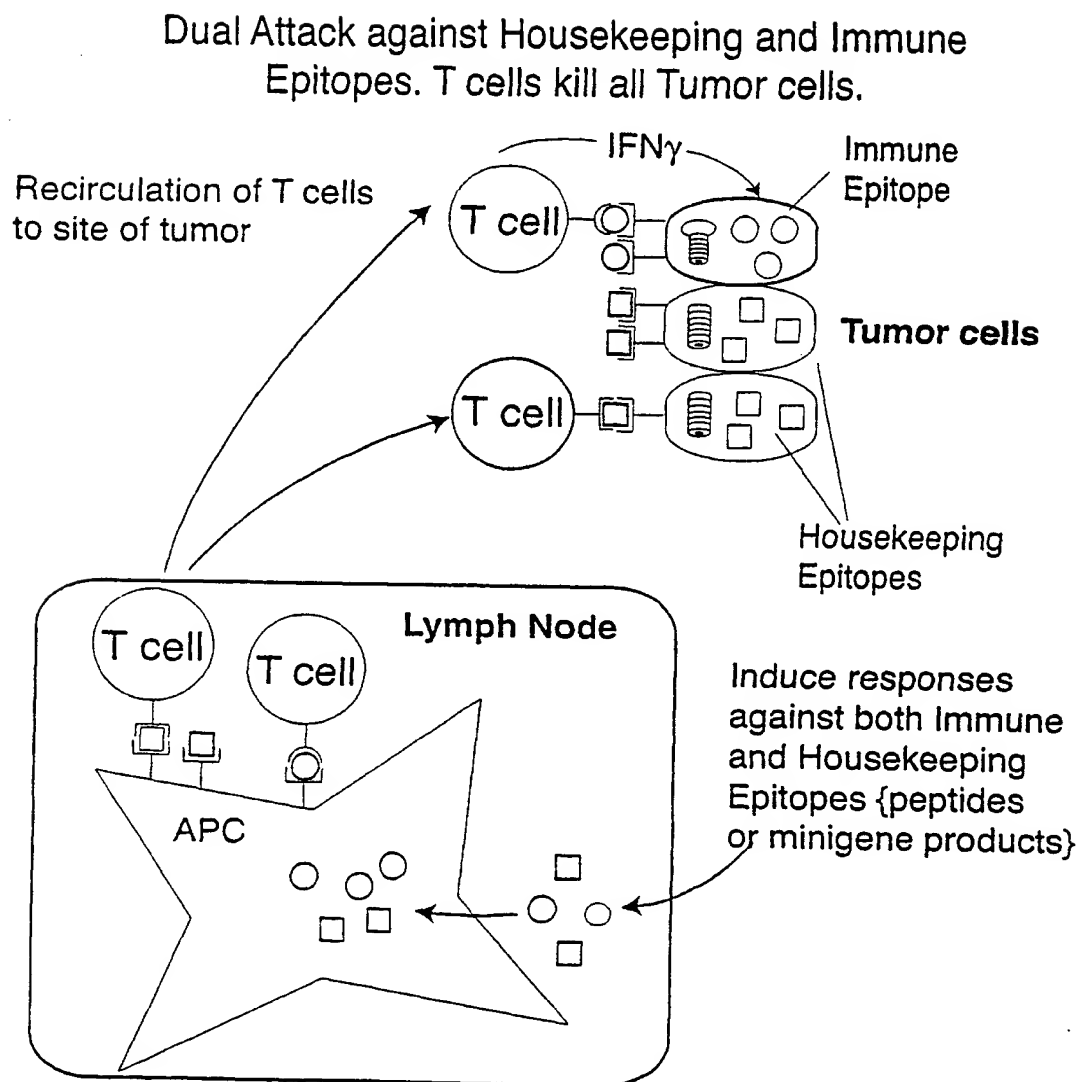 Dual Attack against Housekeeping and Immune
Epitopes. T cells kill all Tumor cells.
IFNγ
Immune
Epitope
Recirculation of T cells
to site of tumor
T cell
Tumor cells
T cell
Housekeeping
Epitopes
Lymph Node
T cell
T cell
Induce responses
against both Immune
and Housekeeping
Epitopes {peptides
or minigene products}
APC